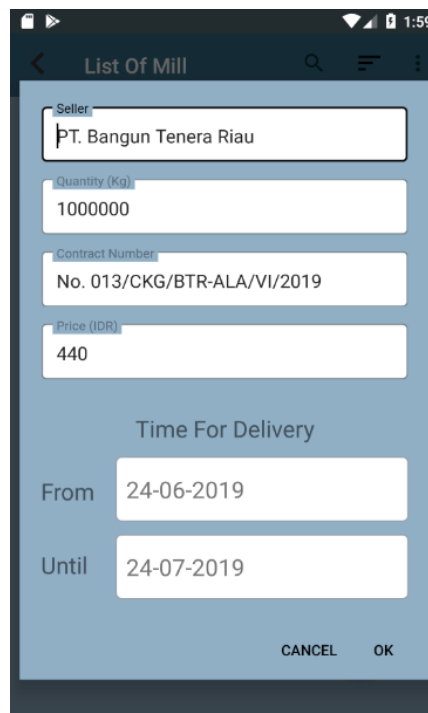 1:59
List Of Mill
Seller
PT. Bangun Tenera Riau
Quantity (Kg)
1000000
Contract Number
No. 013/CKG/BTR-ALA/VI/2019
Price (IDR)
440
Time For Delivery
From 24-06-2019
Until 24-07-2019
CANCEL OK